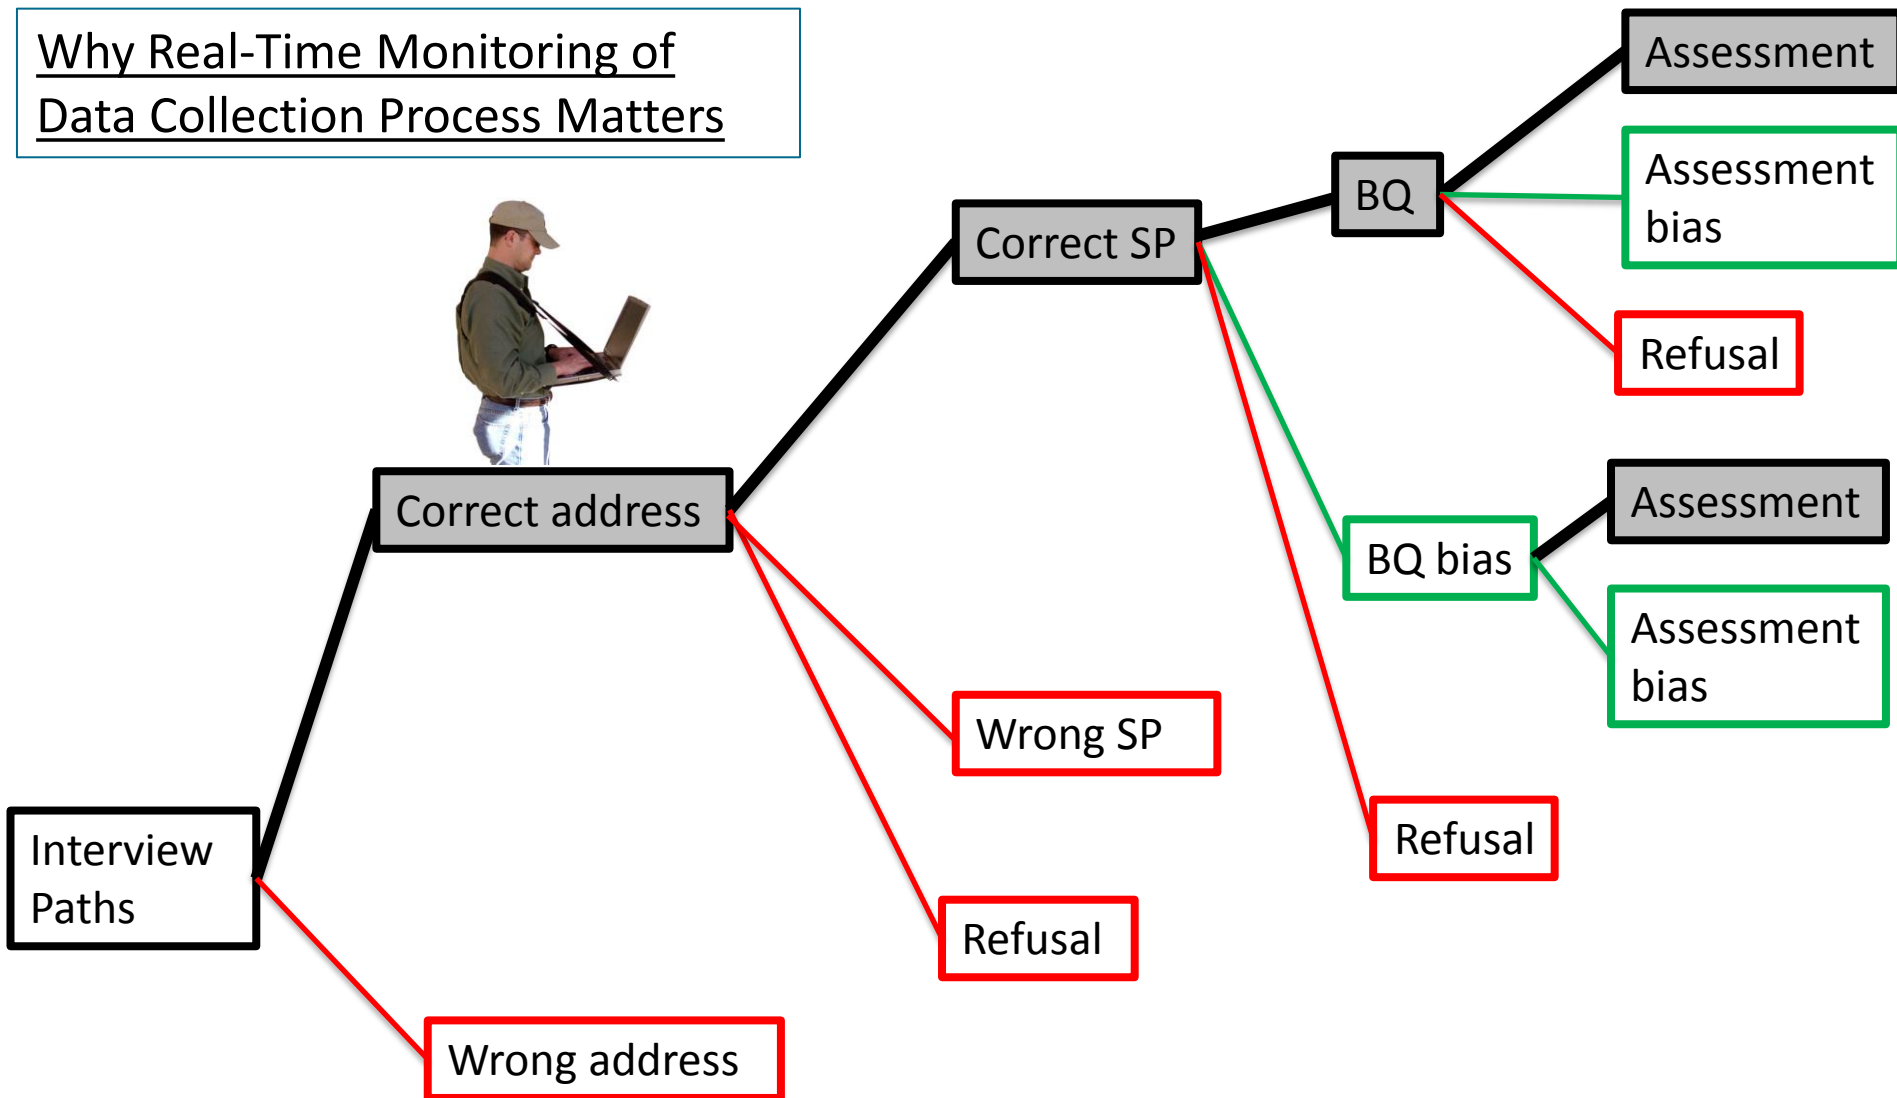 Why Real-Time Monitoring of
Data Collection Process Matters
Assessment
Assessment
bias
BQ
Correct SP
Refusal
Assessment
Correct address
BQ bias
Assessment
bias
Wrong SP
Refusal
Interview
Paths
Refusal
Wrong address